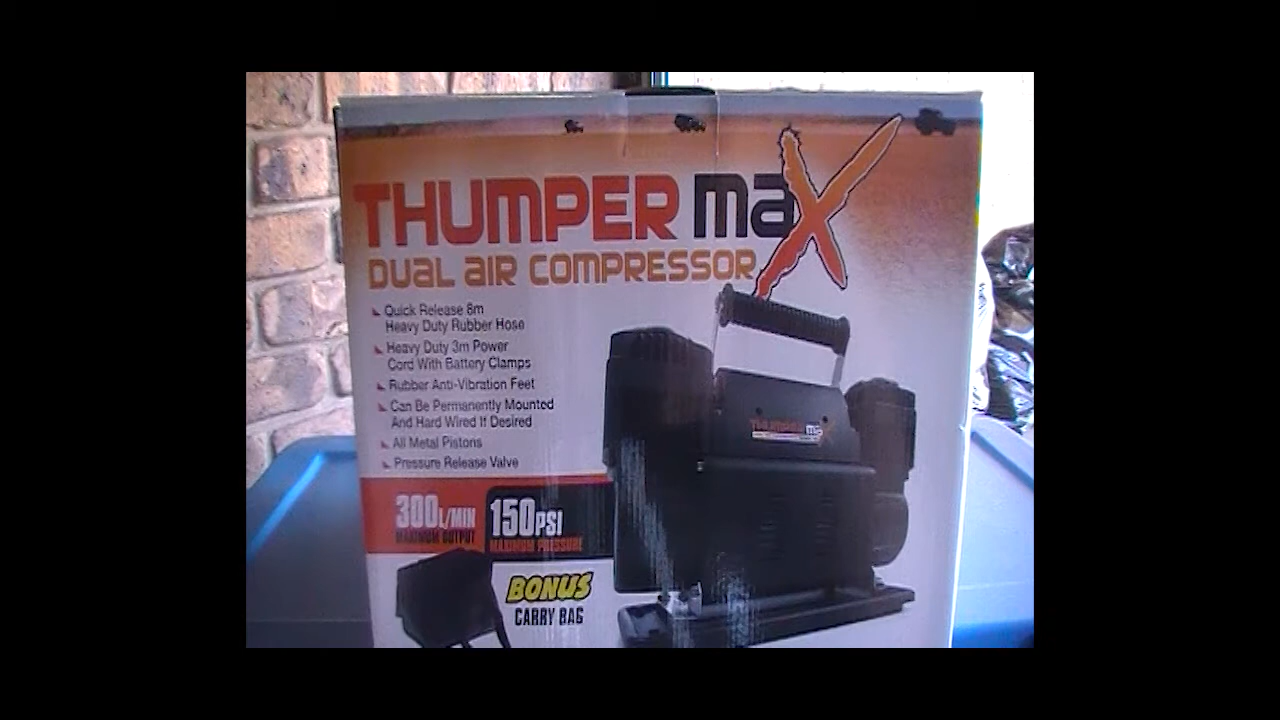 THUMPER maX
DUAL AIR COMPRESSOR
Quick Release 8m
Heavy Duty Rubber Hose
Heavy Duty 3m Power
Cord With Battery Clamps
Rubber Anti-Vibration Feet
Can Be Permanently Mounted
And Hard Wired If Desired
All Metal Pistons
Pressure Release Valve
300L/MIN
MAXIMUM OUTPUT
150PSI
MAXIMUM PRESSURE
THUMPER maX
BONUS
CARRY BAG